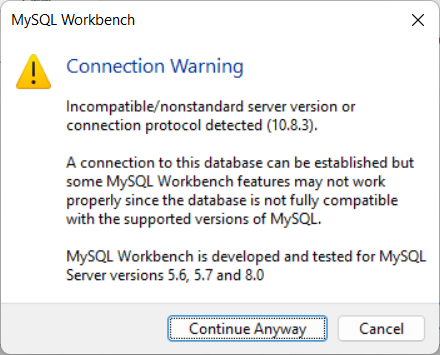 MySQL Workbench
Connection Warning
Incompatible/nonstandard server version or
connection protocol detected (10.8.3).
A connection to this database can be established but
some MySQL Workbench features may not work
properly since the database is not fully compatible
with the supported versions of MySQL.
MySQL Workbench is developed and tested for MySQL
Server versions 5.6, 5.7 and 8.0
Continue Anyway
Cancel